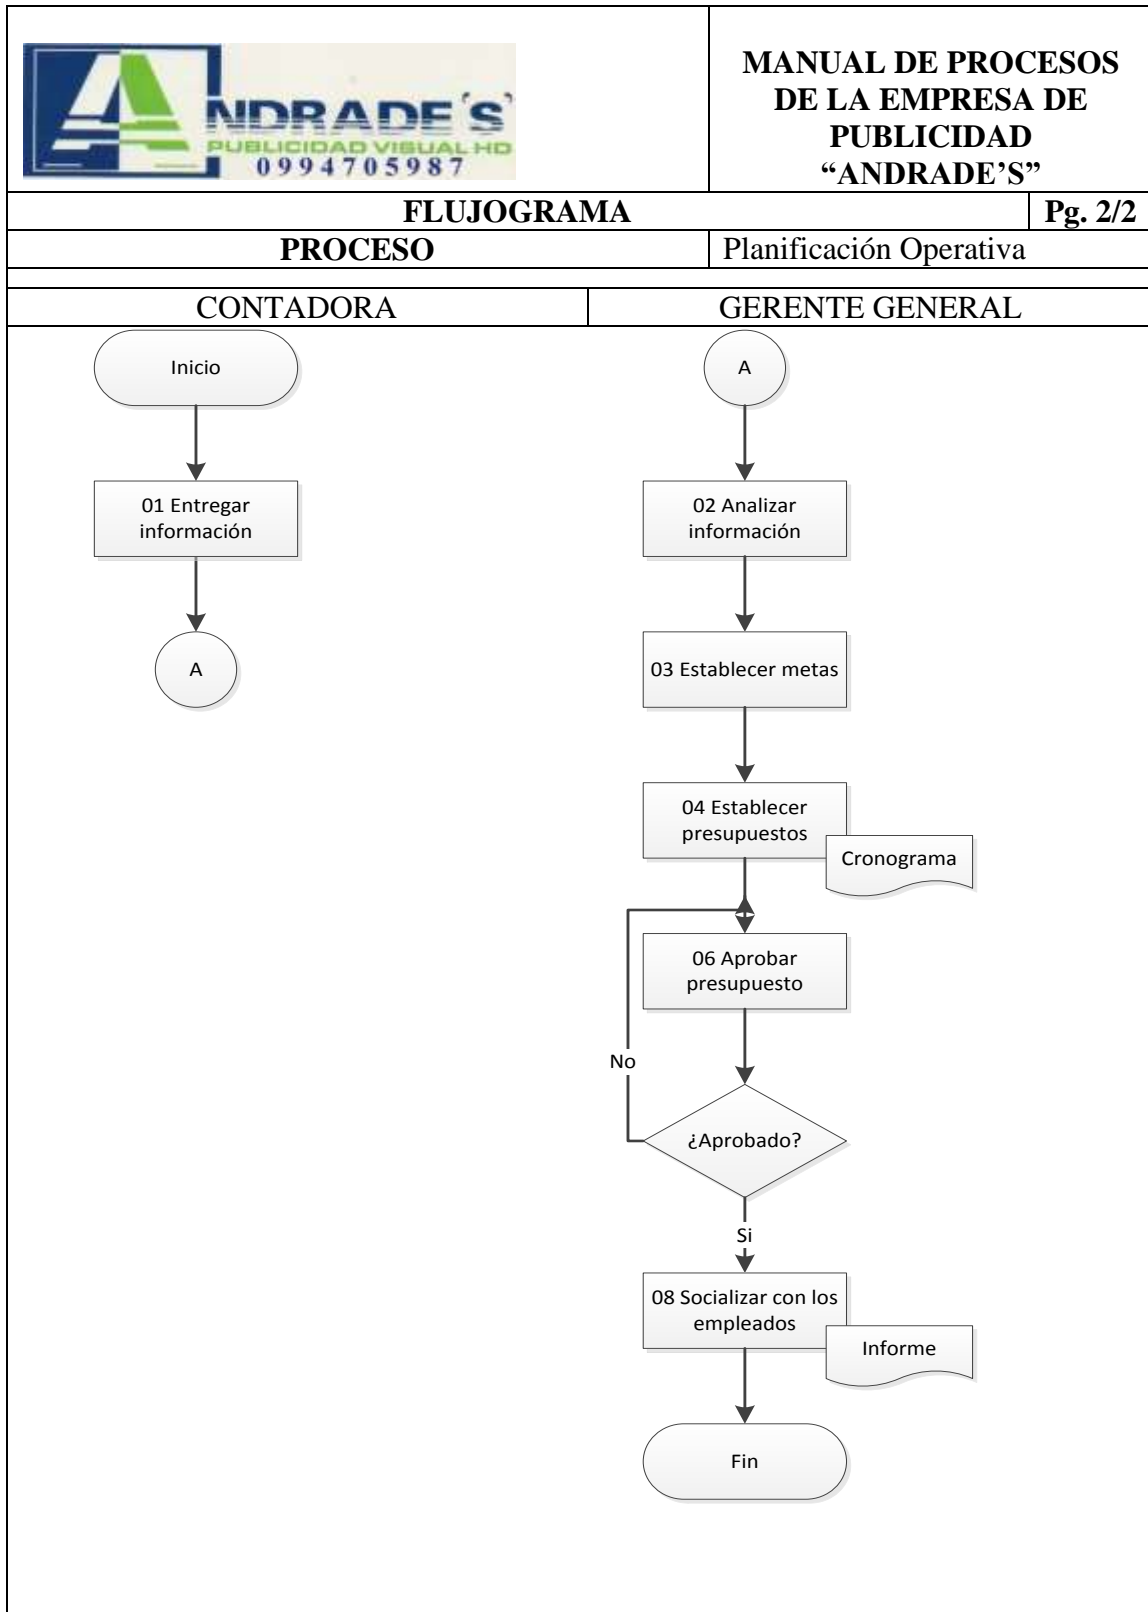 ANDRADE´S
PUBLICIDAD VISUAL HD
0994705987
MANUAL DE PROCESOS
DE LA EMPRESA DE
PUBLICIDAD
“ANDRADE’S”
FLUJOGRAMA
Pg. 2/2
PROCESO
Planificación Operativa
CONTADORA
GERENTE GENERAL
Inicio
01 Entregar
información
A
A
02 Analizar
información
03 Establecer metas
04 Establecer
presupuestos
Cronograma
06 Aprobar
presupuesto
No
¿Aprobado?
Si
08 Socializar con los
empleados
Informe
Fin